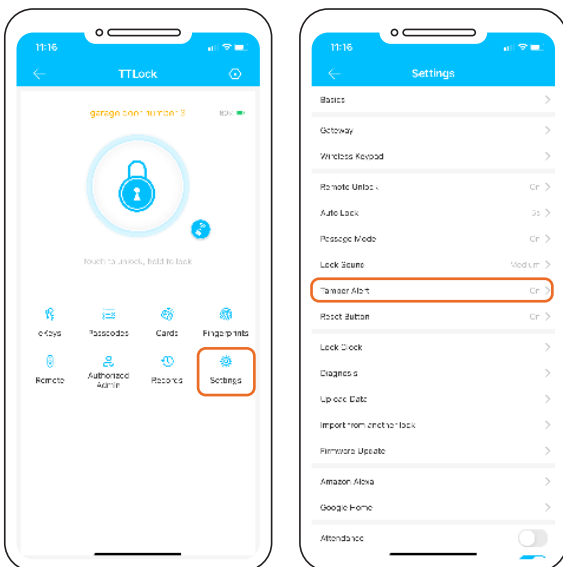 11:16
TTLock
garage door number 3
touch to unlock, hold to lock
eKeys
Passcodes
Cards
Fingerprints
Remote
Authorized
Admin
Records
Settings
11:16
Settings
Basics
Gateway
Wireless Keypad
Remote Unlock On
Auto Lock 5s
Passage Mode On
Lock Sound Medium
Tamper Alert On
Reset Button On
Lock Clock
Diagnosis
Upload Data
Import from another lock
Firmware Update
Amazon Alexa
Google Home
Attendance